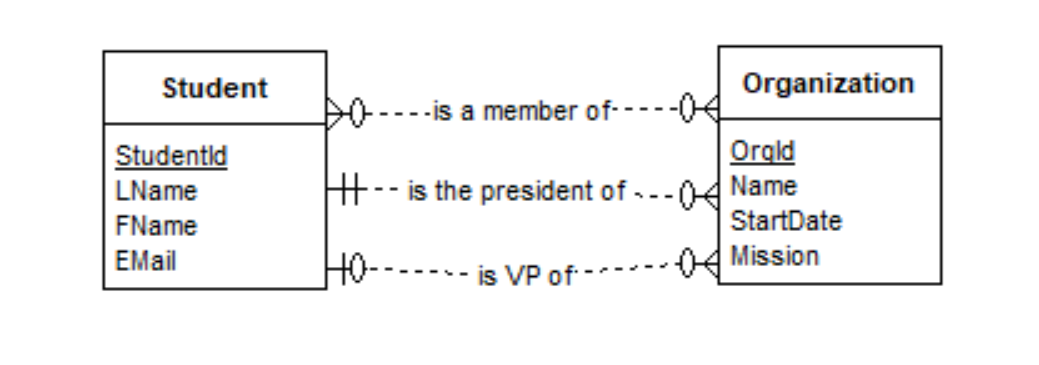 Student
StudentId
LName
FName
EMail
is a member of
is the president of
is VP of
Organization
OrgId
Name
StartDate
Mission